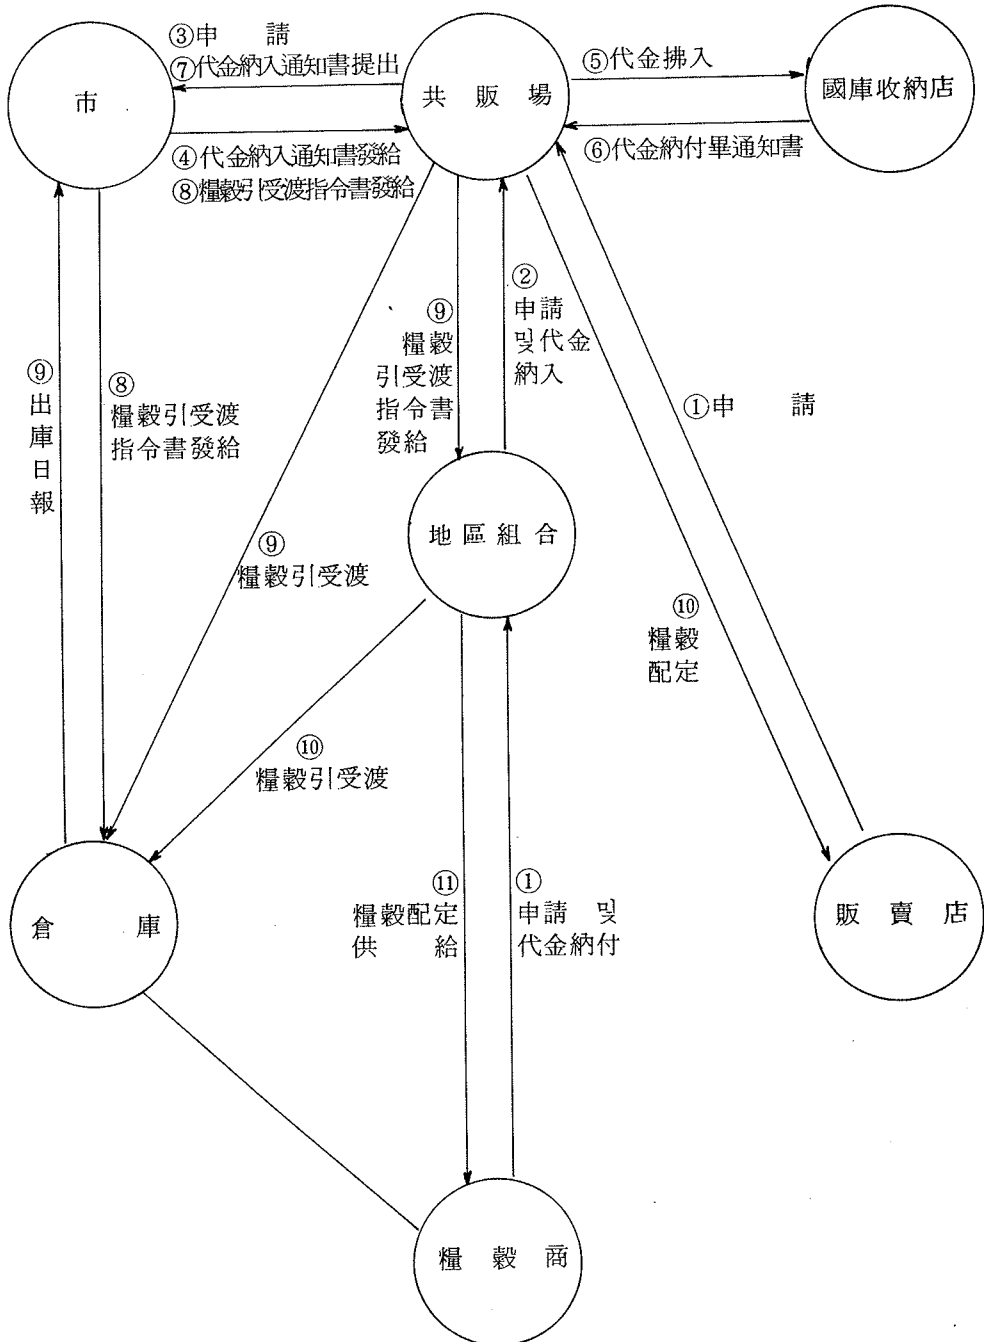 ③申 請
⑦代金納入通知書提出
市
共 販 場
⑤代金拂入
國庫收納店
④代金納入通知書發給
⑧糧穀引受渡指令書發給
⑥代金納付畢通知書
⑨
出
庫
日
報
⑧
糧穀引受渡
指令書發給
⑨
糧穀
引受渡
指令書
發給
②
申請
및代金
納入
①申 請
地區組合
⑨
糧穀引受渡
⑩
糧穀
配定
⑩
糧穀引受渡
倉 庫
⑪
糧穀配定
供 給
①
申請 및
代金納付
販 賣 店
糧 穀 商